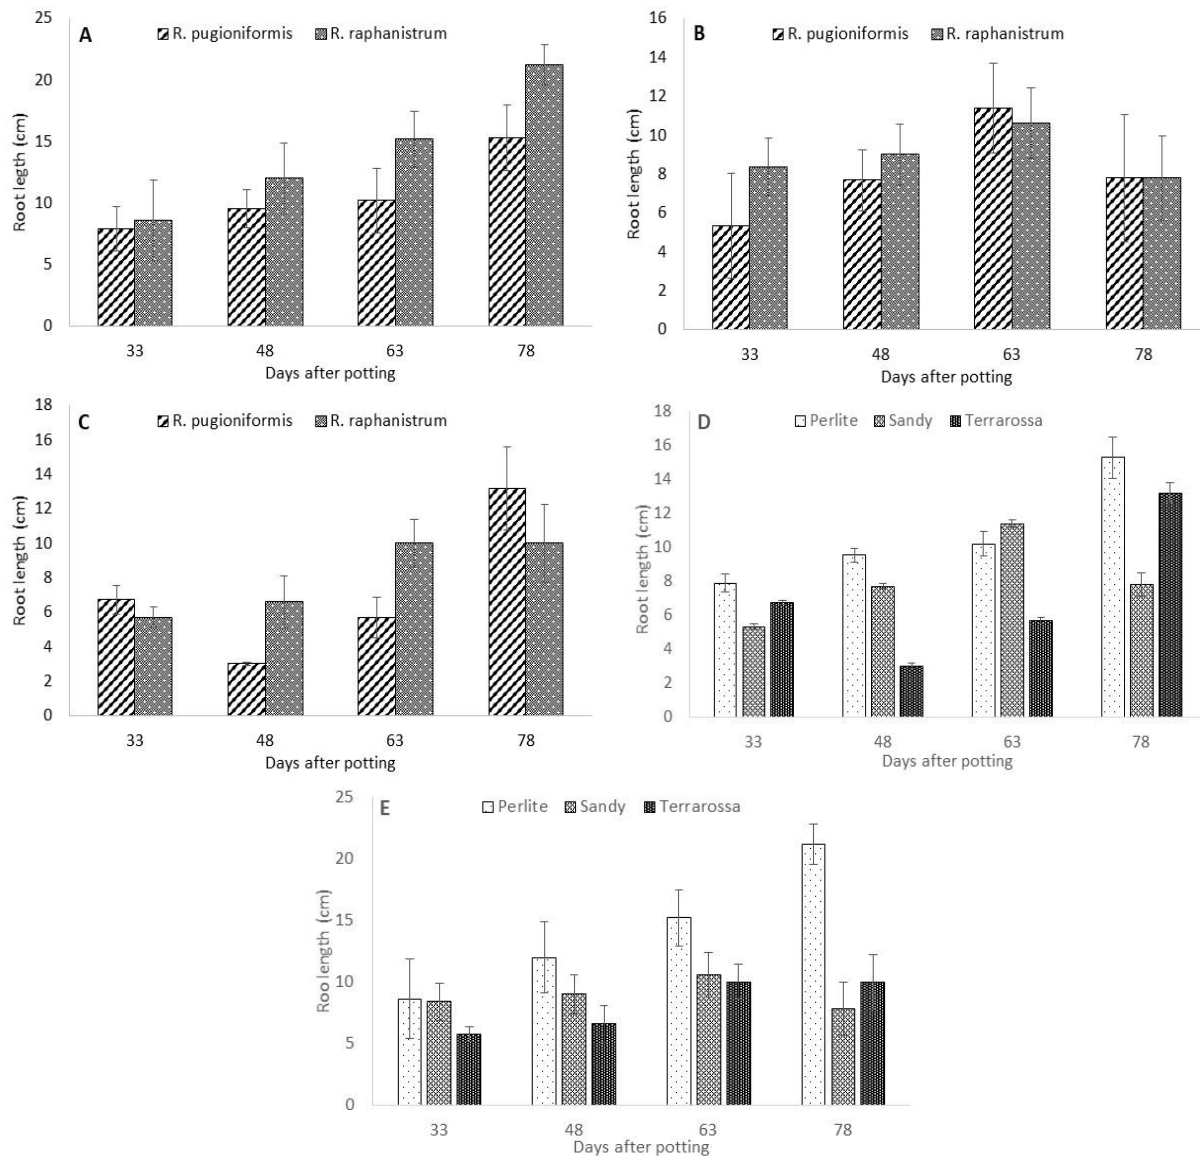 A
R. pugioniformis R. raphanistrum
25
20
15
10
5
0
Root legth (cm)
33 48 63 78
Days after potting
B
R. pugioniformis R. raphanistrum
16
14
12
10
8
6
4
2
0
Root length (cm)
33 48 63 78
Days after potting
C
R. pugioniformis R. raphanistrum
18
16
14
12
10
8
6
4
2
0
Root length (cm)
33 48 63 78
Days after potting
D
Perlite Sandy Terrarossa
18
16
14
12
10
8
6
4
2
0
Root length (cm)
33 48 63 78
Days after potting
E
Perlite Sandy Terrarossa
25
20
15
10
5
0
Roo length (cm)
33 48 63 78
Days after potting